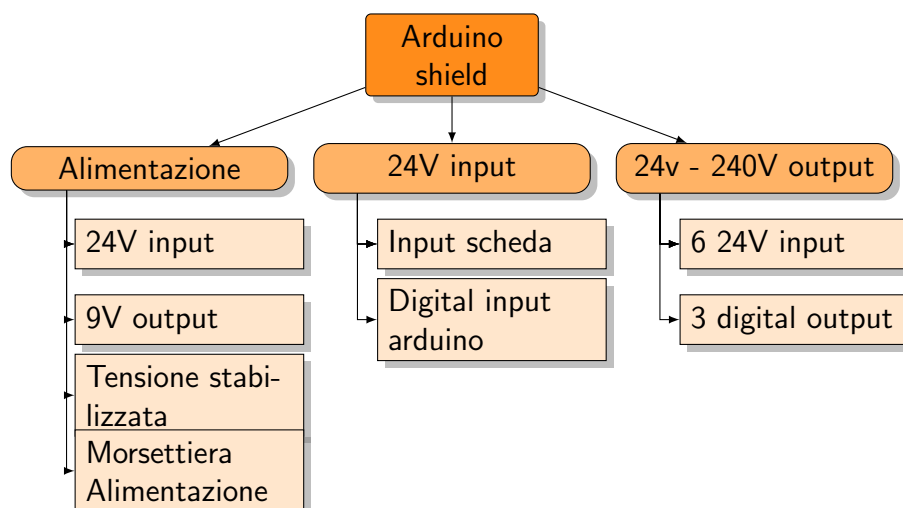 Arduino
shield
Alimentazione
24V input
9V output
Tensione stabi-
lizzata
Morsettiera
Alimentazione
24V input
Input scheda
Digital input
arduino
24v - 240V output
6 24V input
3 digital output